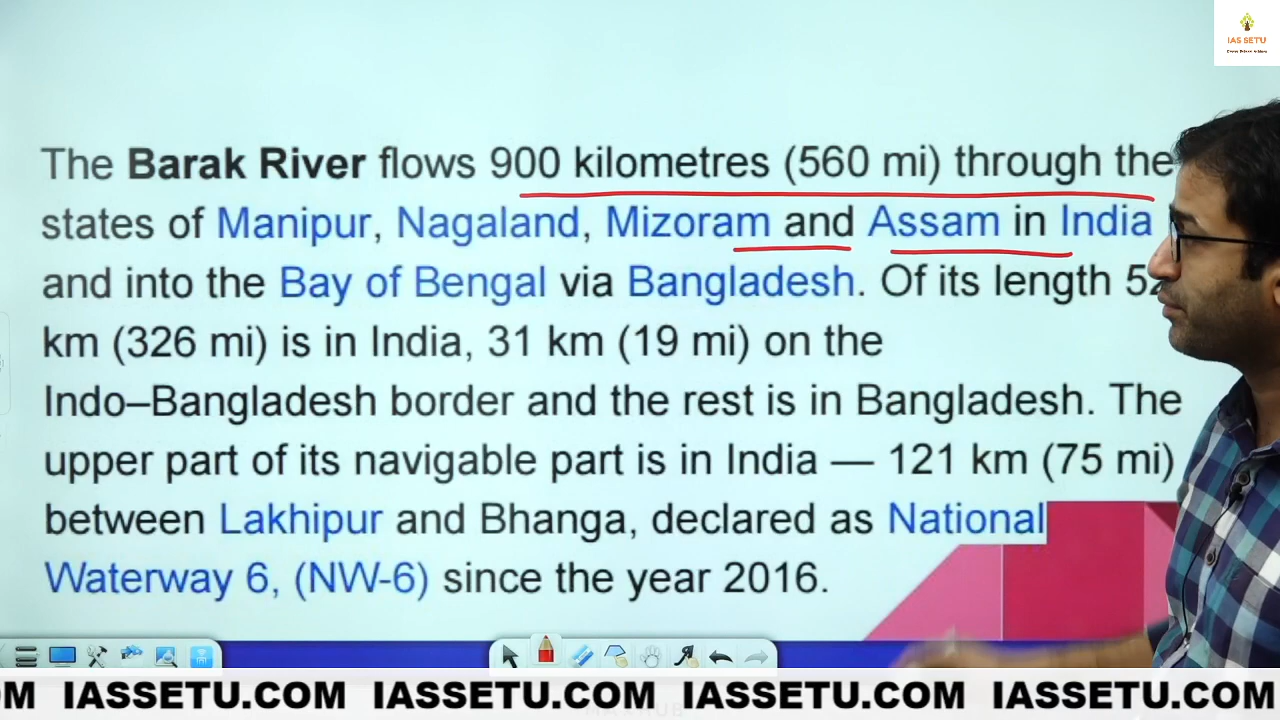 IAS SETU
The Barak River flows 900 kilometres (560 mi) through the
states of Manipur, Nagaland, Mizoram and Assam in India
and into the Bay of Bengal via Bangladesh. Of its length
km (326 mi) is in India, 31 km (19 mi) on the
Indo–Bangladesh border and the rest is in Bangladesh. The
upper part of its navigable part is in India — 121 km (75 mi)
between Lakhipur and Bhanga, declared as National
Waterway 6, (NW-6) since the year 2016.
OM IASSETU.COM IASSETU.COM IASSETU.COM IASSETU.COM